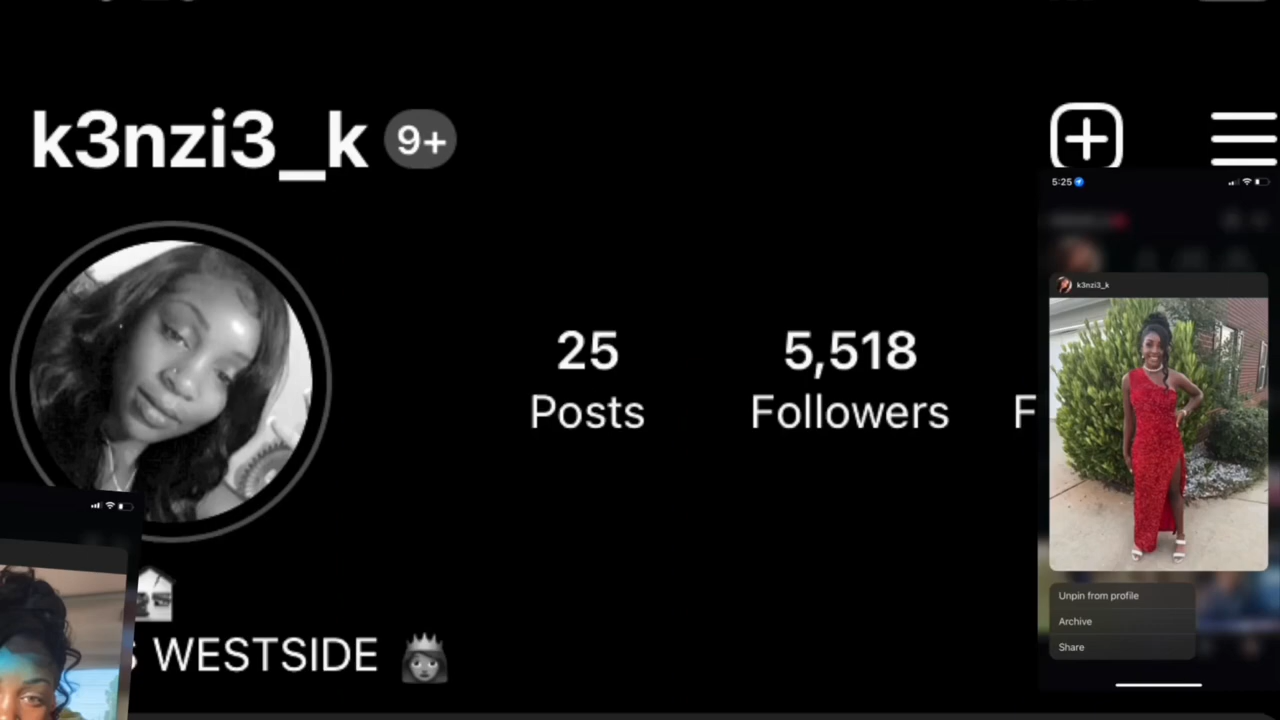 k3nzi3_k 9+
25
Posts
5,518
Followers
F
WESTSIDE
5:25
k3nzi3_k
Unpin from profile
Archive
Share